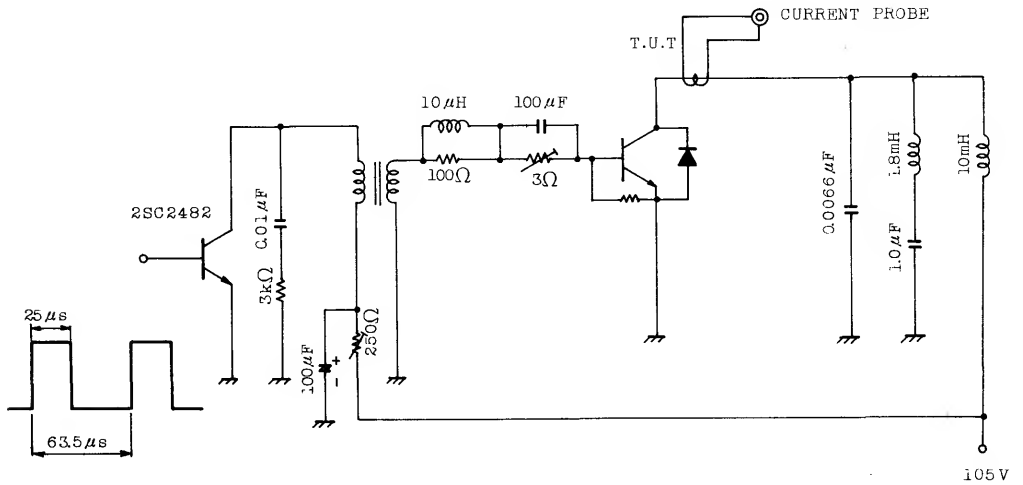 CURRENT PROBE
T.U.T
10μH
100μF
100Ω
3Ω
2SC2482
0.01μF
3kΩ
0.0066μF
1.8mH
1.0μF
10mH
25μs
63.5μs
100μF
+
-
250Ω
105V